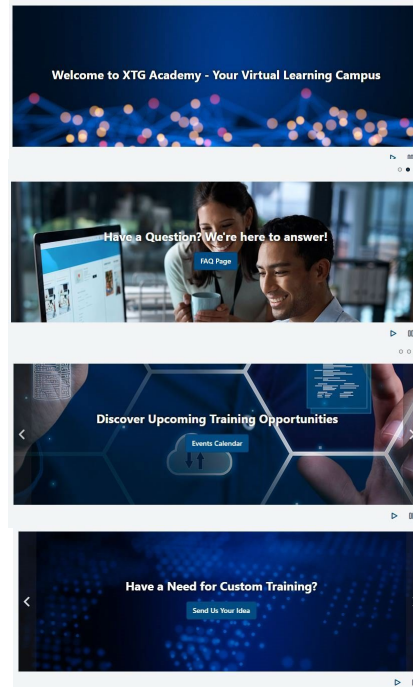 Welcome to XTG Academy - Your Virtual Learning Campus
Have a Question? We're here to answer!
FAQ Page
Discover Upcoming Training Opportunities
Events Calendar
Have a Need for Custom Training?
Send Us Your Idea